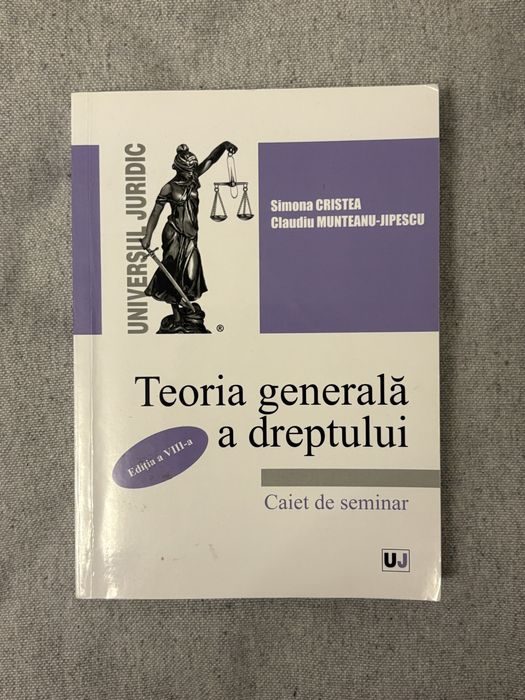 UNIVERSUL JURIDIC
®
Simona CRISTEA
Claudiu MUNTEANU-JIPESCU
Teoria generală
a dreptului
Ediția a VIII-a
Caiet de seminar
UJ